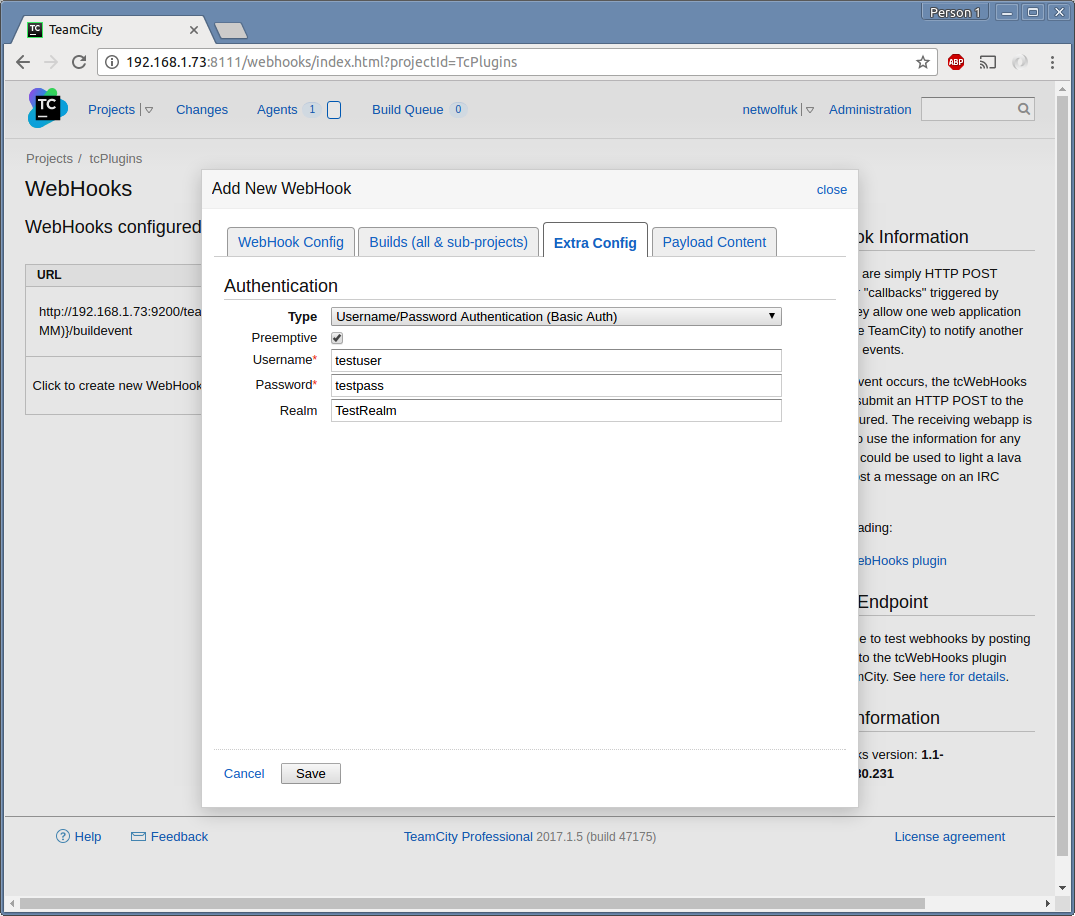 TC TeamCity
Person 1
192.168.1.73:8111/webhooks/index.html?projectId=TcPlugins
ABP
TC
Projects
Changes
Agents 1
Build Queue 0
netwolfuk
Administration
Projects / tcPlugins
WebHooks
WebHooks configured
URL
http://192.168.1.73:9200/tea
MM)}/buildevent
Click to create new WebHook
Add New WebHook
close
WebHook Config
Builds (all & sub-projects)
Extra Config
Payload Content
Authentication
Type Username/Password Authentication (Basic Auth)
Preemptive
Username* testuser
Password* testpass
Realm TestRealm
Cancel
Save
ok Information
are simply HTTP POST
"callbacks" triggered by
ey allow one web application
e TeamCity) to notify another
events.
vent occurs, the tcWebHooks
submit an HTTP POST to the
ured. The receiving webapp is
o use the information for any
could be used to light a lava
st a message on an IRC
ading:
ebHooks plugin
Endpoint
e to test webhooks by posting
to the tcWebHooks plugin
mCity. See here for details.
nformation
ks version: 1.1-
30.231
? Help
Feedback
TeamCity Professional 2017.1.5 (build 47175)
License agreement